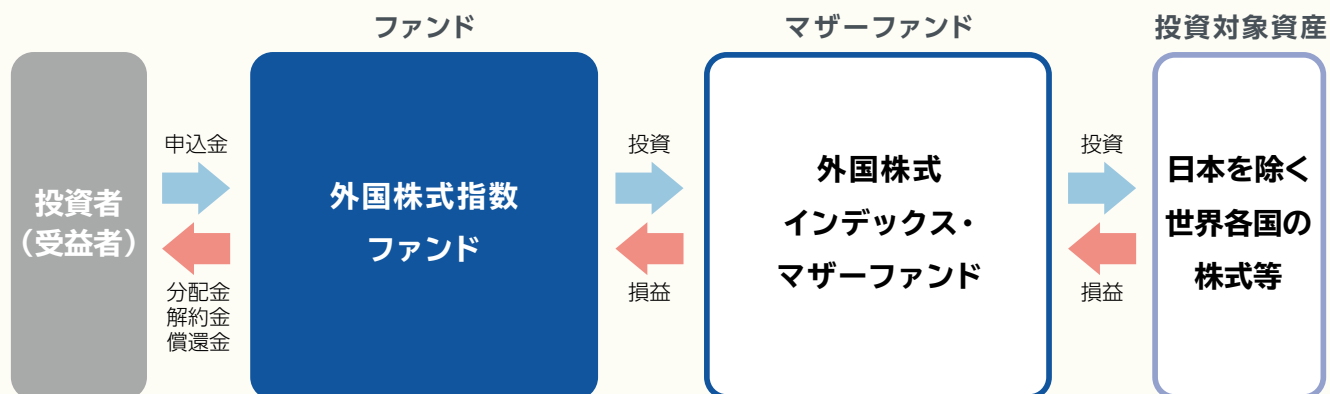 ファンド
マザーファンド
投資対象資産
投資者
（受益者）
申込金
分配金
解約金
償還金
外国株式指数
ファンド
投資
損益
外国株式
インデックス・
マザーファンド
投資
損益
日本を除く
世界各国の
株式等